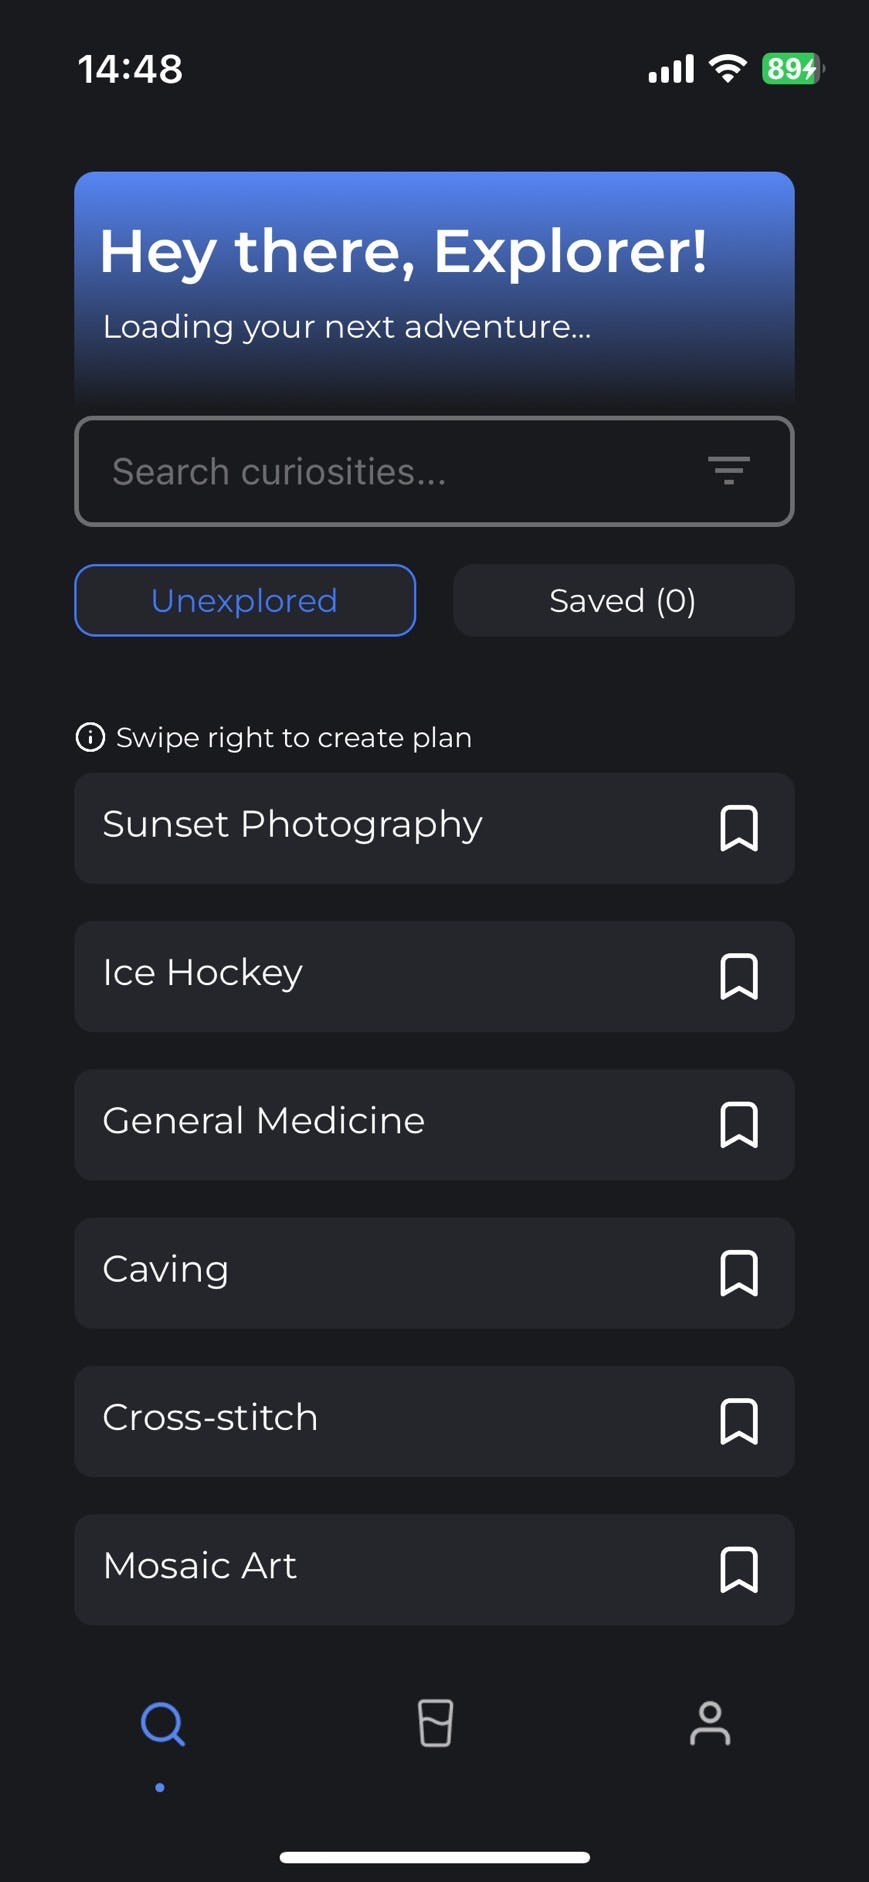 14:48
89
Hey there, Explorer!
Loading your next adventure...
Search curiosities...
Unexplored
Saved (0)
Swipe right to create plan
Sunset Photography
Ice Hockey
General Medicine
Caving
Cross-stitch
Mosaic Art